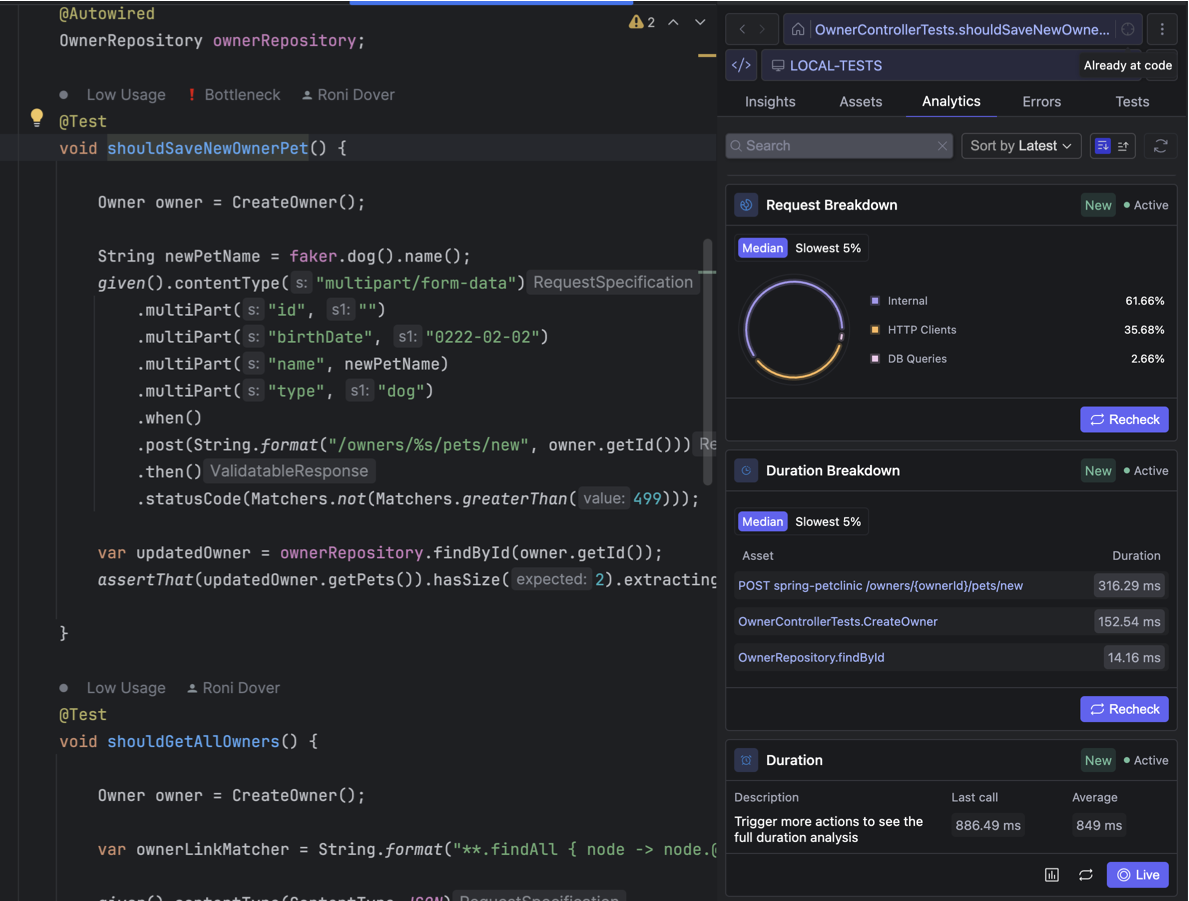 @Autowired
OwnerRepository ownerRepository;
2
Low Usage Bottleneck Roni Dover
@Test
void shouldSaveNewOwnerPet() {
Owner owner = CreateOwner();
String newPetName = faker.dog().name();
given().contentType( s: "multipart/form-data") RequestSpecification
.multiPart( s: "id", s1: "")
.multiPart( s: "birthDate", s1: "0222-02-02")
.multiPart( s: "name", newPetName)
.multiPart( s: "type", s1: "dog")
.when()
.post(String.format("/owners/%s/pets/new", owner.getId())) Re
.then() ValidatableResponse
.statusCode(Matchers.not(Matchers.greaterThan( value: 499)));
var updatedOwner = ownerRepository.findById(owner.getId());
assertThat(updatedOwner.getPets()).hasSize( expected: 2).extracting
}
Low Usage Roni Dover
@Test
void shouldGetAllOwners() {
Owner owner = CreateOwner();
var ownerLinkMatcher = String.format("**.findAll { node -> node.@
given().contentType(ContentType.JSON) RequestSpecification
OwnerControllerTests.shouldSaveNewOwne...
</> LOCAL-TESTS
Already at code
Insights Assets Analytics Errors Tests
Search
Sort by Latest
Request Breakdown New Active
Median Slowest 5%
Internal 61.66%
HTTP Clients 35.68%
DB Queries 2.66%
Recheck
Duration Breakdown New Active
Median Slowest 5%
Asset Duration
POST spring-petclinic /owners/{ownerId}/pets/new 316.29 ms
OwnerControllerTests.CreateOwner 152.54 ms
OwnerRepository.findById 14.16 ms
Recheck
Duration New Active
Description Last call Average
Trigger more actions to see the
full duration analysis
886.49 ms 849 ms
Live